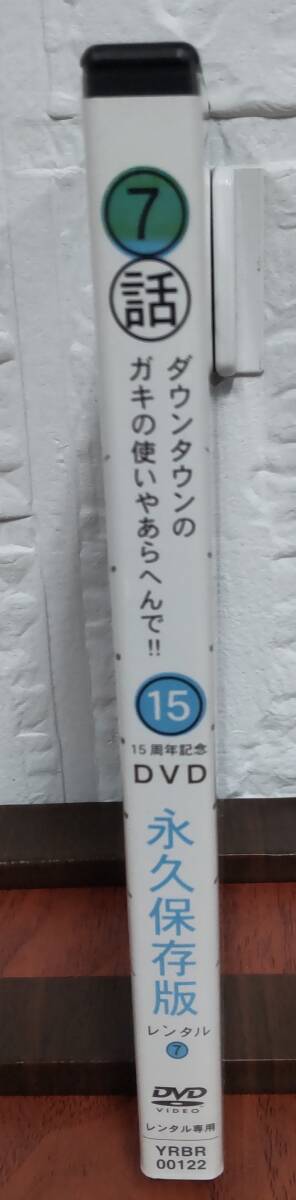 7
話
ダウンタウンの
ガキの使いやあらへんで!!
15
15周年記念
DVD
永久保存版
レンタル
7
DVD
VIDEO
レンタル専用
YRBR
00122